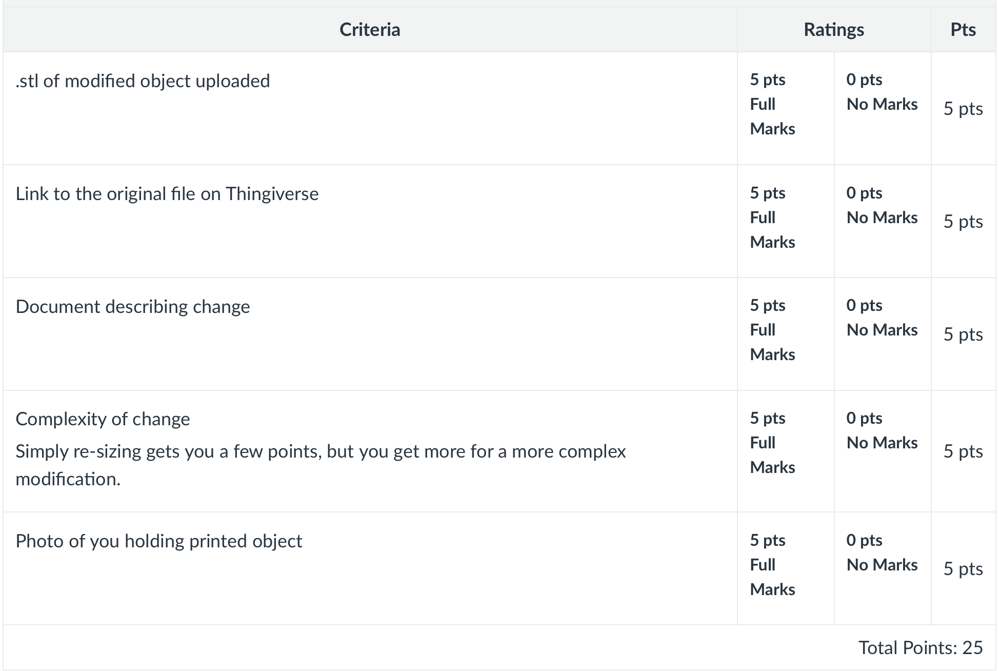 Criteria
Ratings
Pts
.stl of modified object uploaded
5 pts
Full
Marks
0 pts
No Marks
5 pts
Link to the original file on Thingiverse
5 pts
Full
Marks
0 pts
No Marks
5 pts
Document describing change
5 pts
Full
Marks
0 pts
No Marks
5 pts
Complexity of change
Simply re-sizing gets you a few points, but you get more for a more complex
modification.
5 pts
Full
Marks
0 pts
No Marks
5 pts
Photo of you holding printed object
5 pts
Full
Marks
0 pts
No Marks
5 pts
Total Points: 25